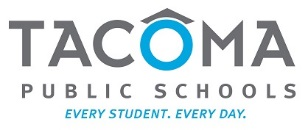 TACOMA
PUBLIC SCHOOLS
EVERY STUDENT. EVERY DAY.